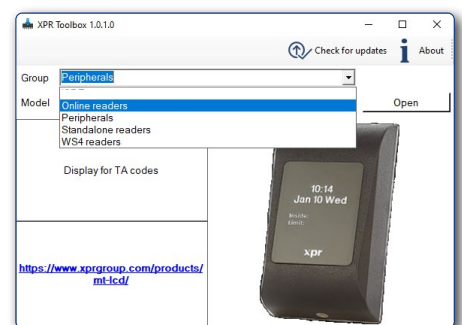 XPR Toolbox 1.0.1.0
Check for updates
About
Group
Peripherals
Model
Open
Online readers
Peripherals
Standalone readers
WS4 readers
Display for TA codes
10:14
Jan 10 Wed
Inside:
Limit:
xpr
https://www.xprgroup.com/products/
mt-lcd/